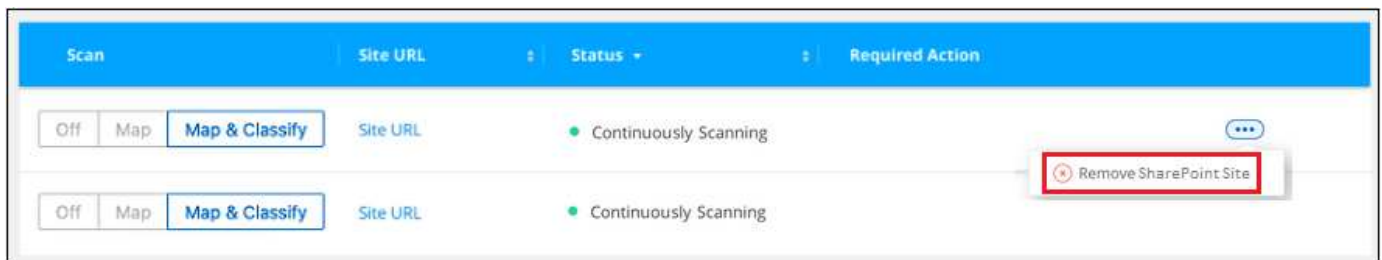 Scan Site URL Status Required Action
Off Map Map & Classify Site URL Continuously Scanning
Remove SharePoint Site
Off Map Map & Classify Site URL Continuously Scanning